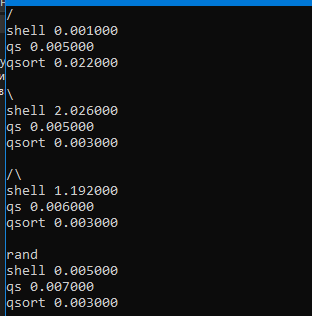 /
shell 0.001000
qs 0.005000
qsort 0.022000
\
shell 2.026000
qs 0.005000
qsort 0.003000
/\
shell 1.192000
qs 0.006000
qsort 0.003000
rand
shell 0.005000
qs 0.007000
qsort 0.003000